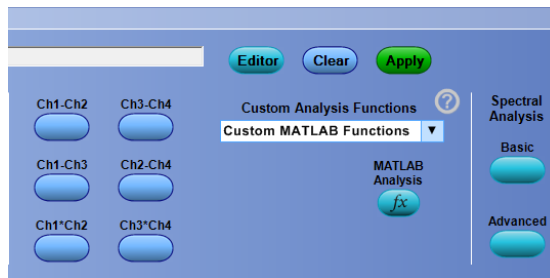 Editor Clear Apply
Ch1-Ch2 Ch3-Ch4 Custom Analysis Functions ? Spectral
Analysis
Custom MATLAB Functions
Basic
Ch1-Ch3 Ch2-Ch4 MATLAB
Analysis
fx
Ch1*Ch2 Ch3*Ch4 Advanced